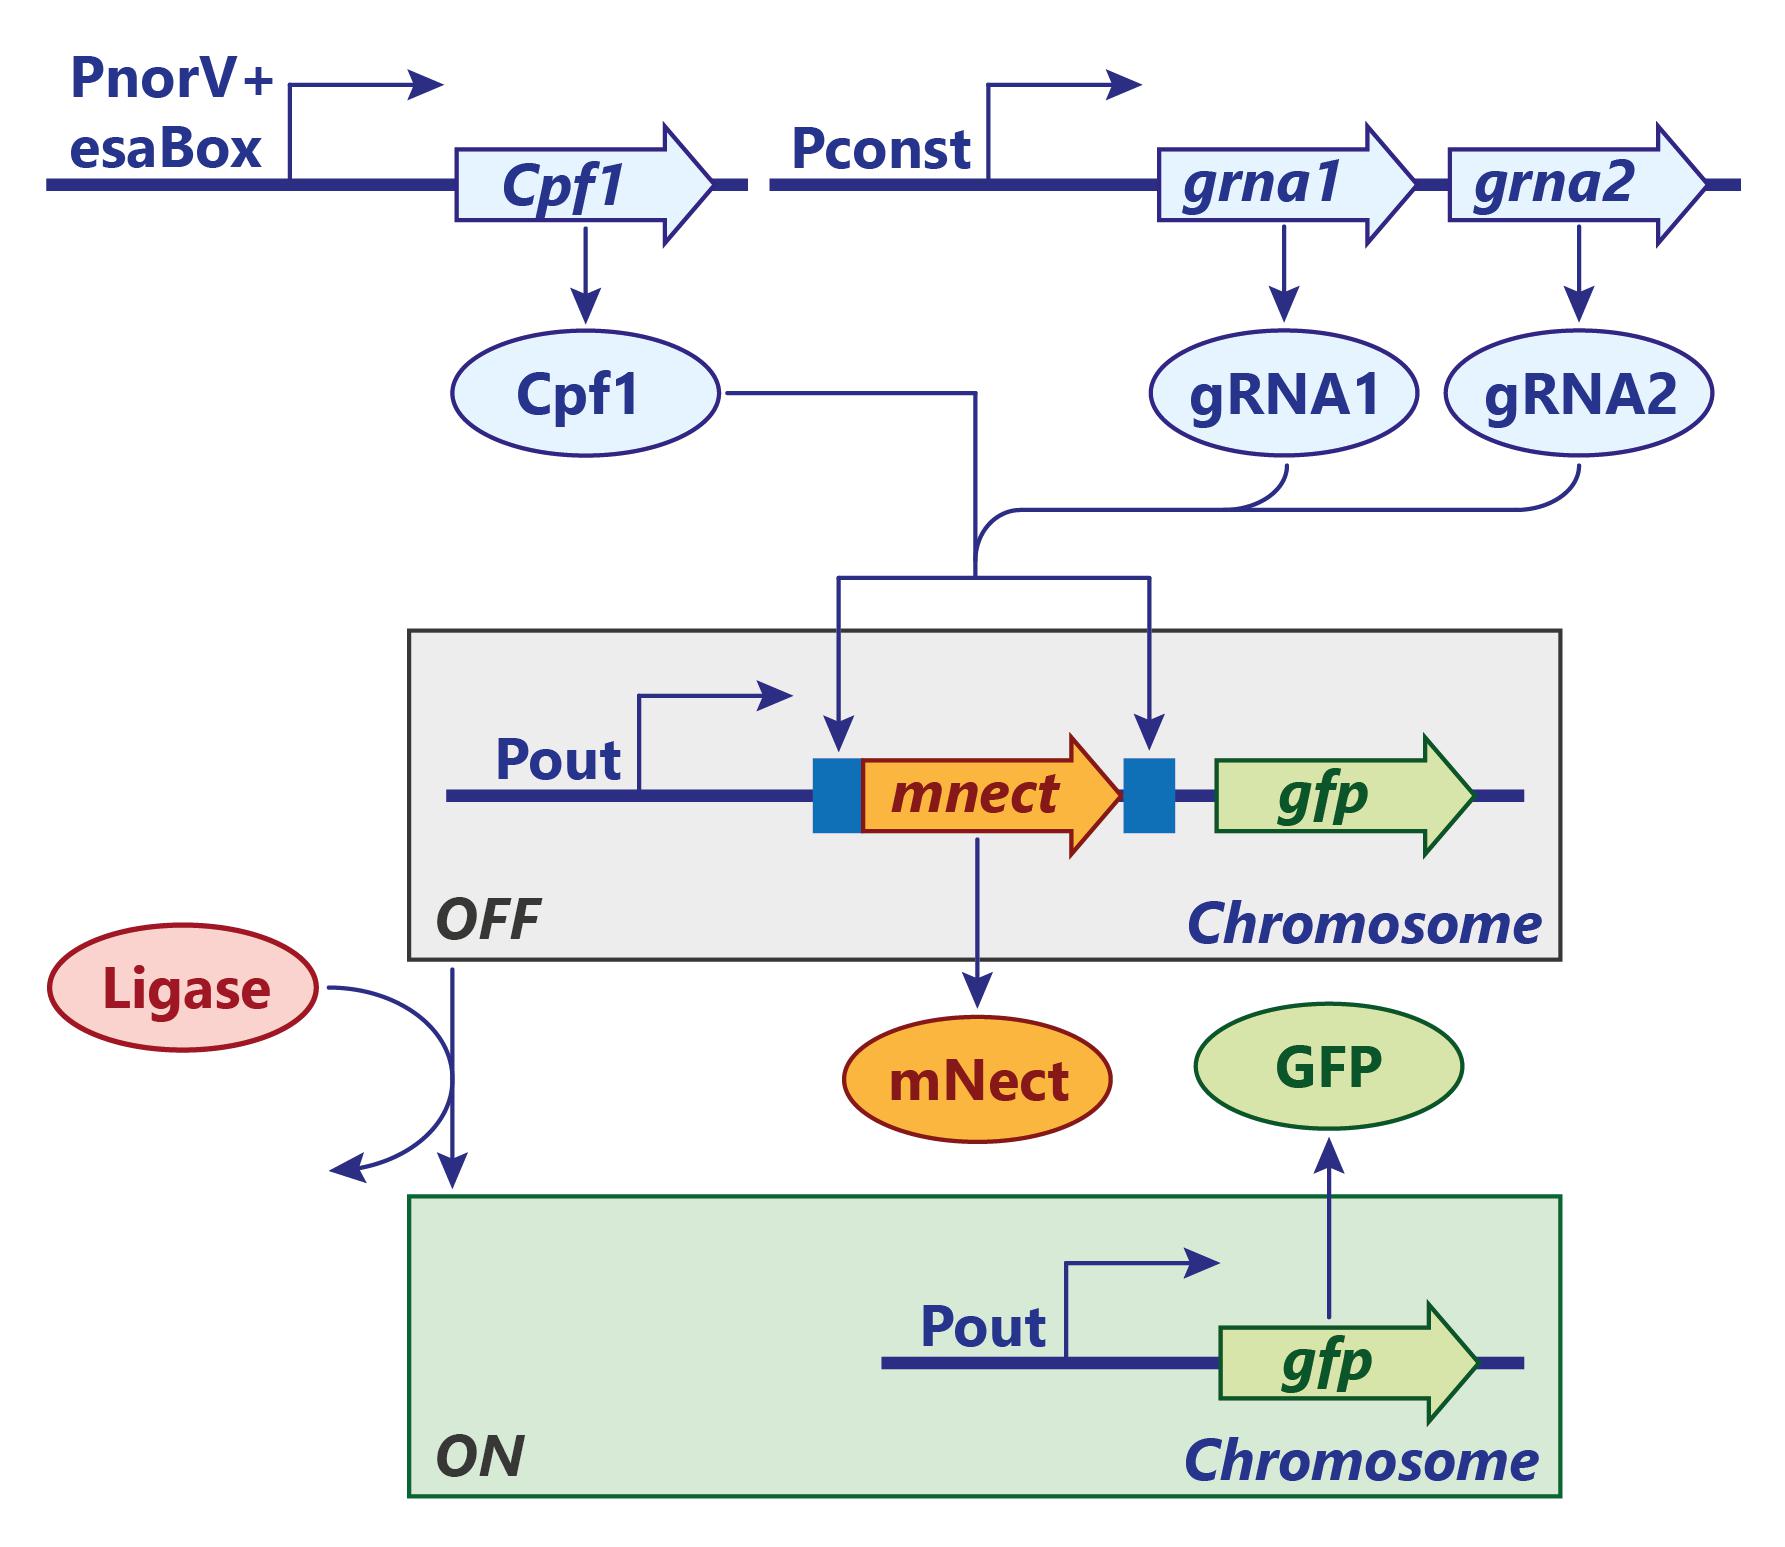 PnorV+
esaBox
Cpf1
Pconst
grna1
grna2
Cpf1
gRNA1
gRNA2
Pout
mnect
gfp
OFF
Chromosome
Ligase
mNect
GFP
Pout
gfp
ON
Chromosome